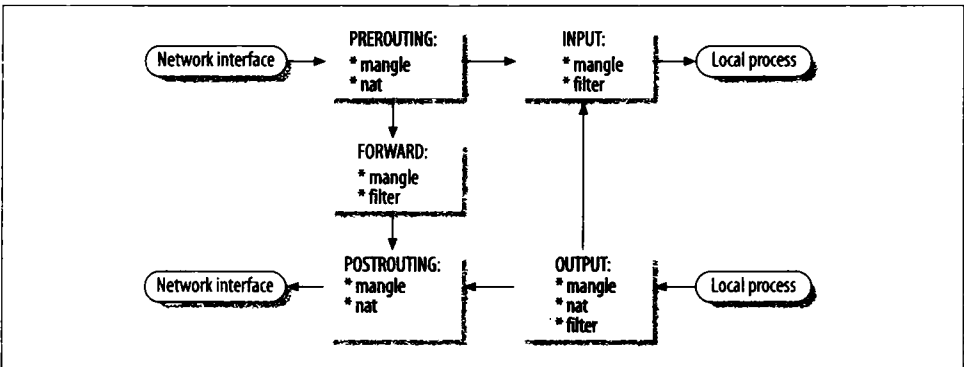 Network interface
PREROUTING:
* mangle
* nat
INPUT:
* mangle
* filter
Local process
FORWARD:
* mangle
* filter
Network interface
POSTROUTING:
* mangle
* nat
OUTPUT:
* mangle
* nat
* filter
Local process